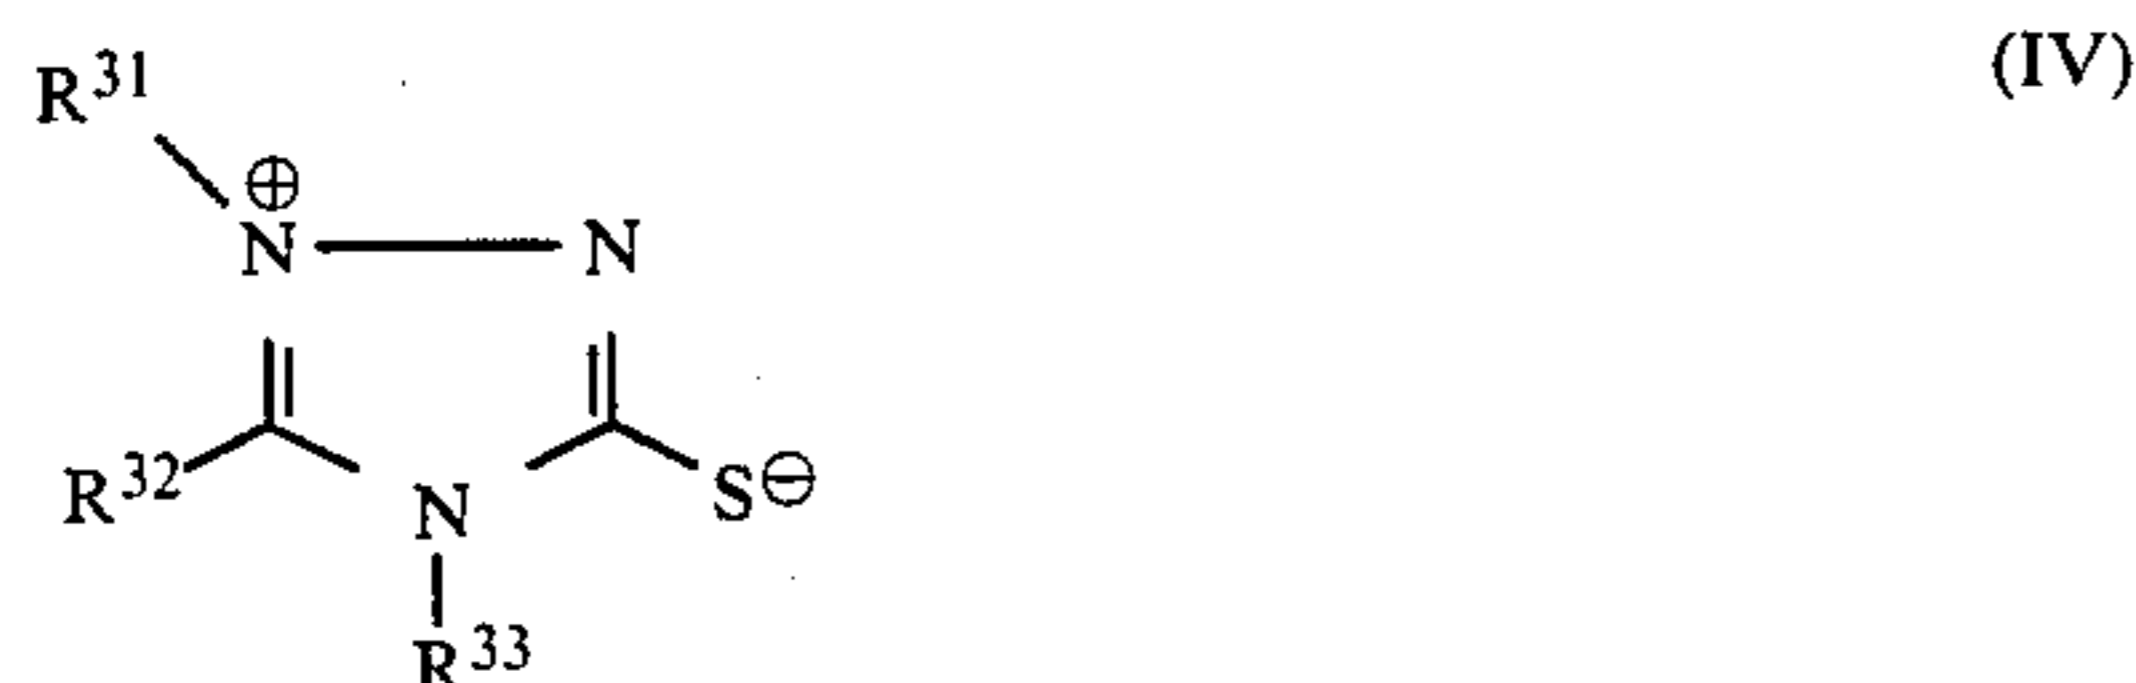 (IV)
R31
⊕
N N
R32 N S⊖
R33